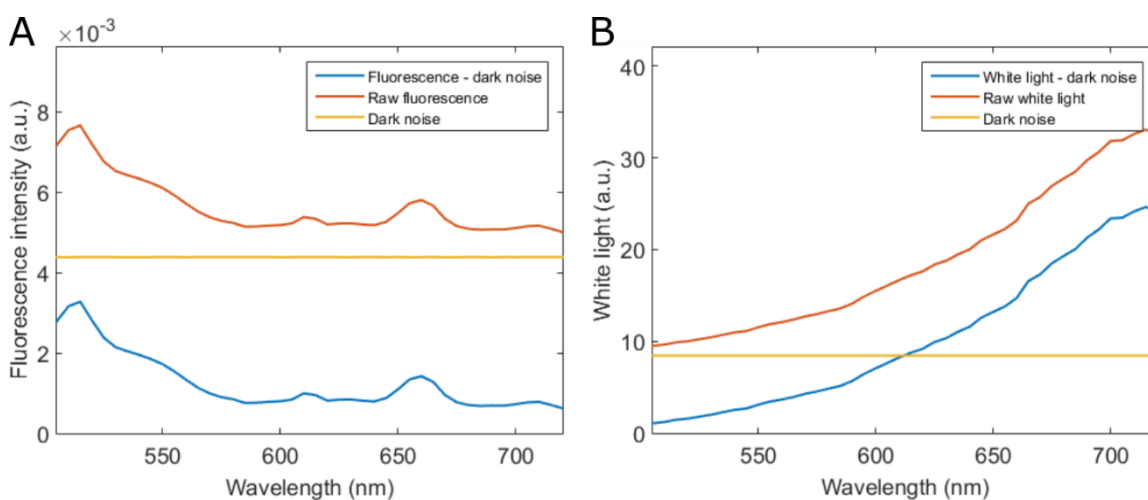 A
×10⁻³
Fluorescence intensity (a.u.)
8
6
4
2
0
Fluorescence - dark noise
Raw fluorescence
Dark noise
550
600
650
700
Wavelength (nm)
B
White light (a.u.)
40
30
20
10
0
White light - dark noise
Raw white light
Dark noise
550
600
650
700
Wavelength (nm)